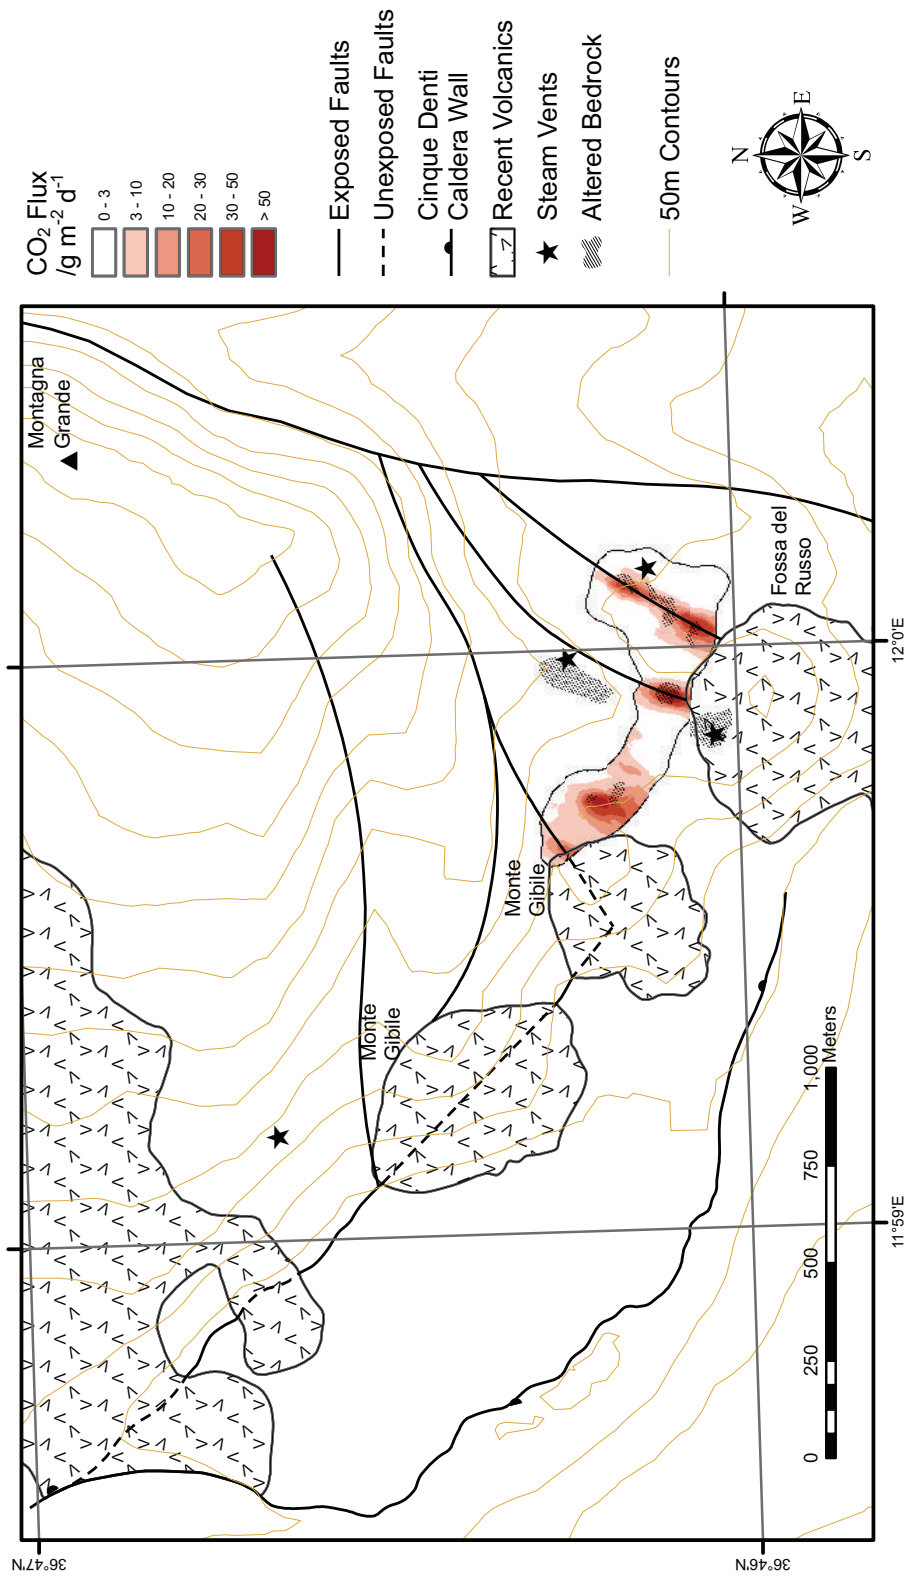 CO2 Flux
/g m-2 d-1
0 - 3
3 - 10
10 - 20
20 - 30
30 - 50
> 50
Exposed Faults
Unexposed Faults
Cinque Denti
Caldera Wall
Recent Volcanics
Steam Vents
Altered Bedrock
50m Contours
N
E
S
W
Montagna
Grande
Monte
Gibile
Monte
Gibile
Fossa del
Russo
0
250
500
750
1,000
Meters
36°47'N
36°46'N
11°59'E
12°0'E